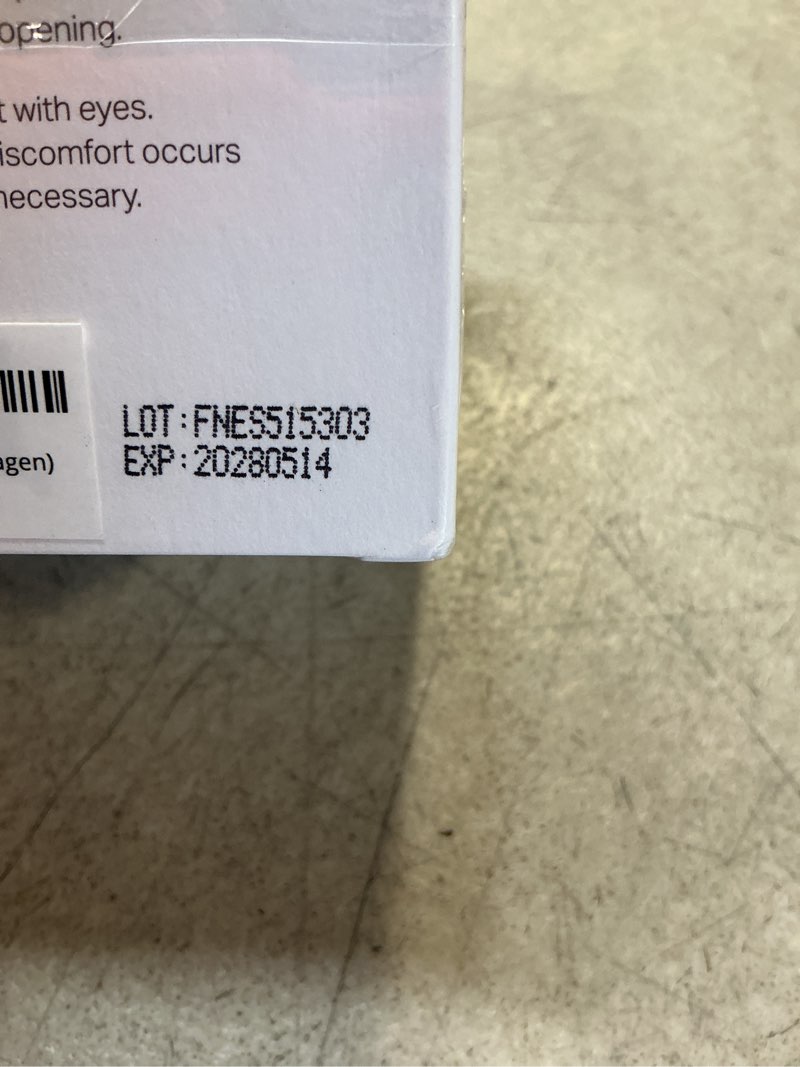 opening.
t with eyes.
iscomfort occurs
necessary.
agen)
LOT:FNES515303
EXP:20280514